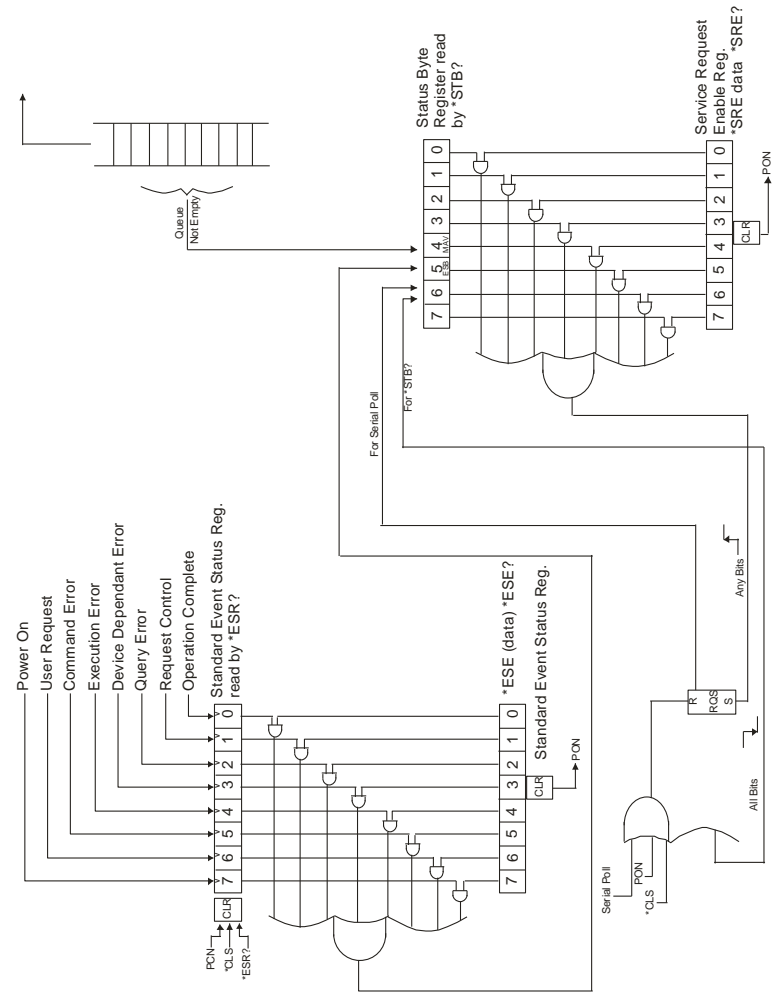 Power On
User Request
Command Error
Execution Error
Device Dependant Error
Query Error
Request Control
Operation Complete
Standard Event Status Reg.
read by *ESR?
7 6 5 4 3 2 1 0
CLR
PCN
*CLS
*ESR?
*ESE (data) *ESE?
7 6 5 4 3 2 1 0
Standard Event Status Reg.
CLR
PON
Queue
Not Empty
For Serial Poll
For *STB?
Status Byte
Register read
by *STB?
7 6 5 4 3 2 1 0
ESB
MAV
Service Request
Enable Reg.
*SRE data *SRE?
7 6 5 4 3 2 1 0
CLR
PON
Serial Poll
PON
*CLS
R
RQS
S
Any Bits
All Bits